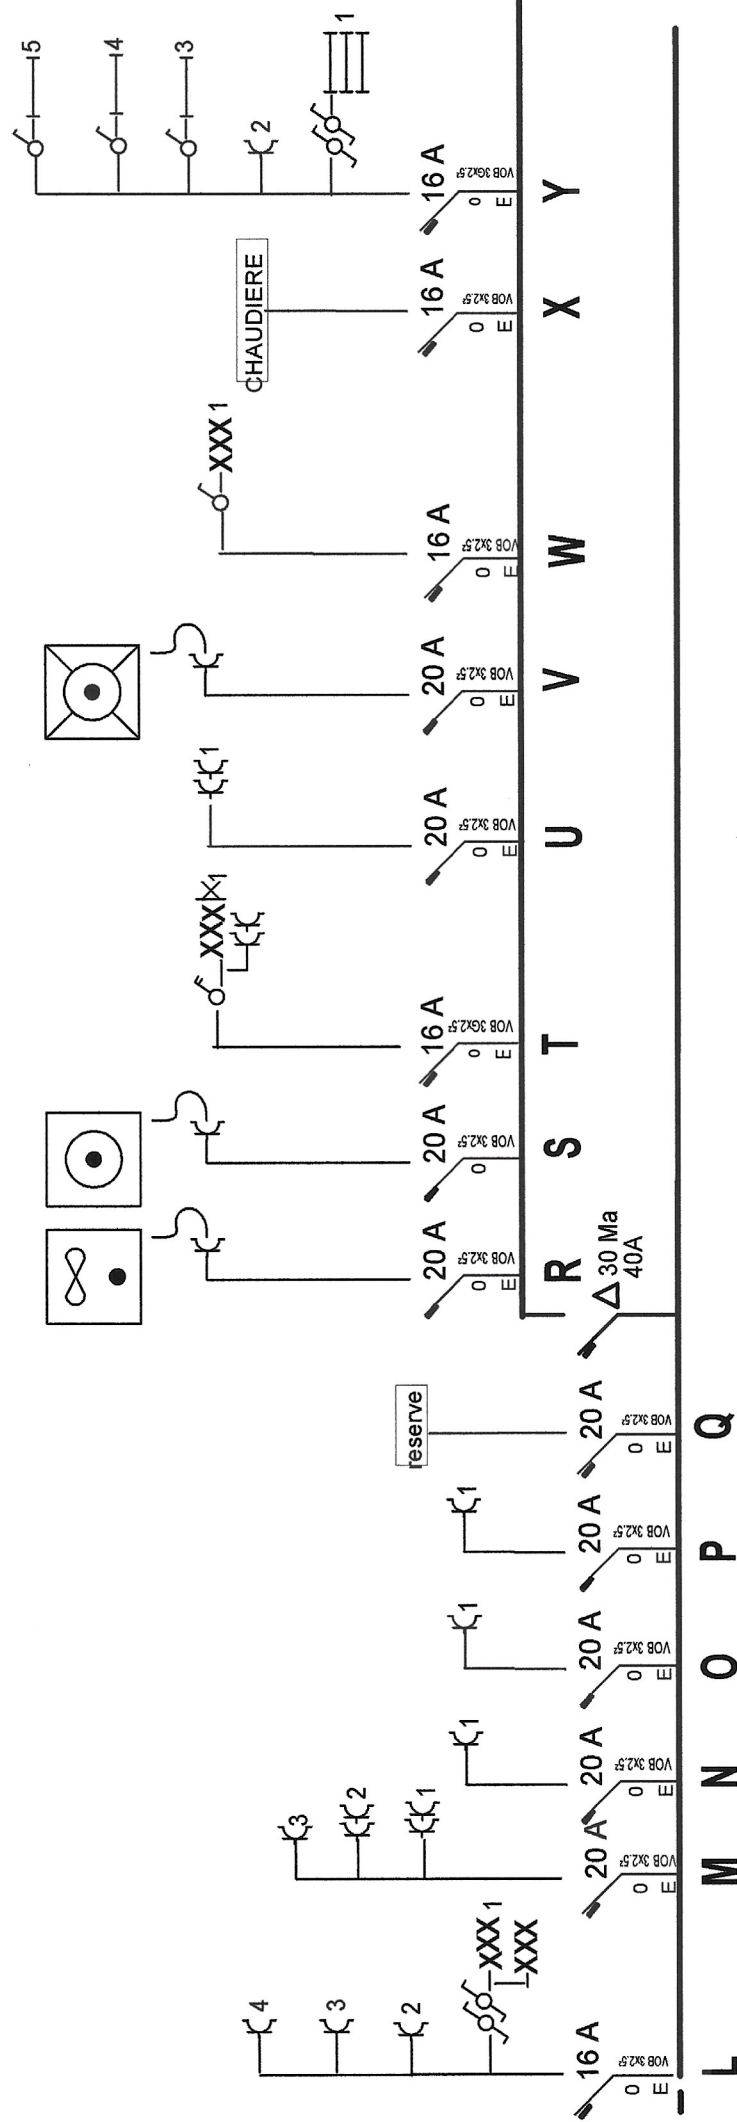 4
3
2
XXX 1
XXX
16 A
VOB 3x2.5²
0
E
L
3
2
1
20 A
VOB 3x2.5²
0
E
M
1
20 A
VOB 3x2.5²
0
E
N
1
20 A
VOB 3x2.5²
0
E
O
1
20 A
VOB 3x2.5²
0
E
P
reserve
20 A
VOB 3x2.5²
0
E
Q
Δ 30 Ma
40A
20 A
VOB 3x2.5²
0
E
R
20 A
VOB 3x2.5²
0
S
XXX 1
16 A
VOB 3Gx2.5²
0
E
T
1
20 A
VOB 3x2.5²
0
E
U
20 A
VOB 3x2.5²
0
E
V
XXX 1
16 A
VOB 3x2.5²
0
E
W
CHAUDIERE
16 A
VOB 3x2.5²
0
E
X
5
4
3
2
1
16 A
VOB 3Gx2.5²
0
E
Y